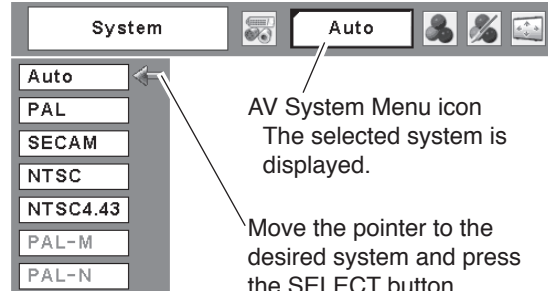 System
Auto
Auto
PAL
SECAM
NTSC
NTSC4.43
PAL-M
PAL-N
AV System Menu icon
The selected system is
displayed.
Move the pointer to the
desired system and press
the SELECT button